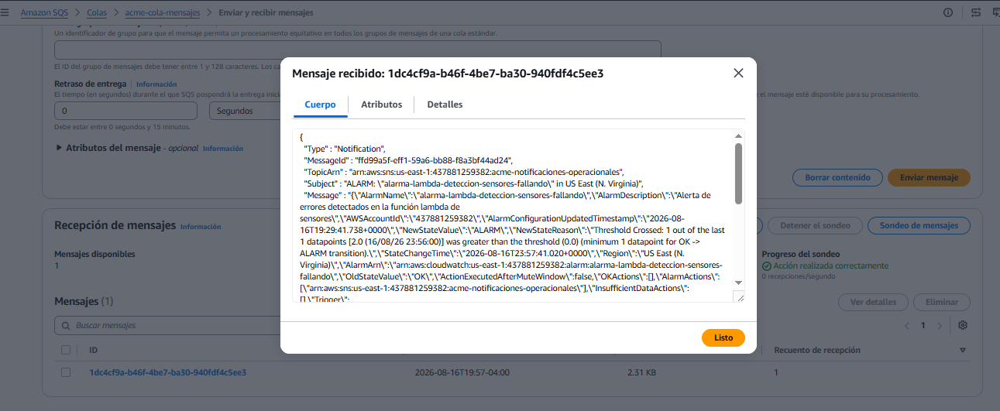 Amazon SQS > Colas > acme-cola-mensajes > Enviar y recibir mensajes
Un identificador de grupo para que el mensaje permita un procesamiento equitativo en todos los grupos de mensajes de una cola estándar.
El ID del grupo de mensajes debe tener entre 1 y 128 caracteres. Los
Retraso de entrega | Información
El tiempo (en segundos) durante el que SQS pospondrá la entrega
el mensaje esté disponible para su procesamiento.
0
Segundos
Debe estar entre 0 segundos y 15 minutos.
Atributos del mensaje - opcional Información
Borrar contenido
Enviar mensaje
Mensaje recibido: 1dc4cf9a-b46f-4be7-ba30-940fdf4c5ee3
Cuerpo
Atributos
Detalles
{
"Type" : "Notification",
"MessageId" : "ffd99a5f-eff1-59a6-bb88-f8a3bf44ad24",
"TopicArn" : "arn:aws:sns:us-east-1:437881259382:acme-notificaciones-operacionales",
"Subject" : "ALARM: \"alarma-lambda-deteccion-sensores-fallando\" in US East (N. Virginia)",
"Message" : "{\"AlarmName\":\"alarma-lambda-deteccion-sensores-fallando\",\"AlarmDescription\":\"Alerta de
errores detectados en la función lambda de
sensores\",\"AWSAccountId\":\"437881259382\",\"AlarmConfigurationUpdatedTimestamp\":\"2026-08-
16T19:29:41.738+0000\",\"NewStateValue\":\"ALARM\",\"NewStateReason\":\"Threshold Crossed: 1 out of the last
1 datapoints [2.0 (16/08/26 23:56:00)] was greater than the threshold (0.0) (minimum 1 datapoint for OK ->
ALARM transition).\",\"StateChangeTime\":\"2026-08-16T23:57:41.020+0000\",\"Region\":\"US East (N.
Virginia)\",\"AlarmArn\":\"arn:aws:cloudwatch:us-east-1:437881259382:alarm:alarma-lambda-deteccion-sensores-
fallando\",\"OldStateValue\":\"OK\",\"ActionExecutedAfterMuteWindow\":false,\"OKActions\":[],\"AlarmActions\":
[\"arn:aws:sns:us-east-1:437881259382:acme-notificaciones-operacionales\"],\"InsufficientDataActions\":
[],\"Trigger\":
Listo
Recepción de mensajes Información
Detener el sondeo
Sondeo de mensajes
Mensajes disponibles
1
Progreso del sondeo
Acción realizada correctamente
0 recepciones/segundo
Mensajes (1)
Ver detalles
Eliminar
Buscar mensajes
1
ID
Recuento de recepción
1dc4cf9a-b46f-4be7-ba30-940fdf4c5ee3
2026-08-16T19:57-04:00
2.31 KB
1